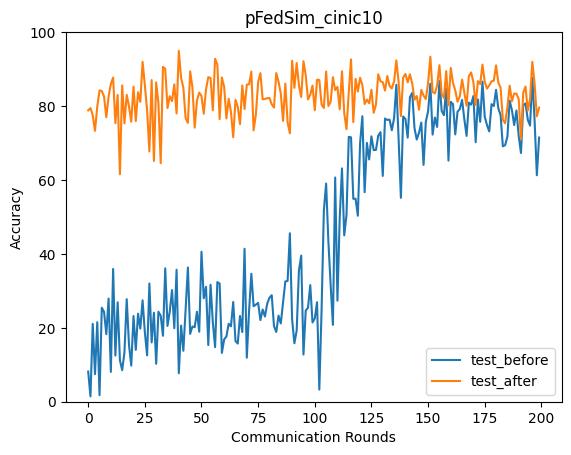 pFedSim_cinic10
100
80
60
40
20
0
Accuracy
0 25 50 75 100 125 150 175 200
Communication Rounds
test_before
test_after